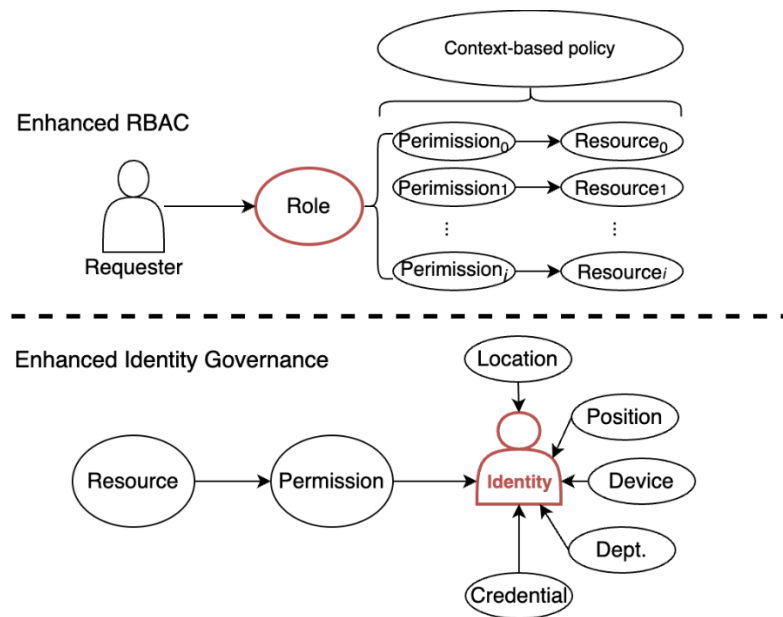 Context-based policy
Enhanced RBAC
Perimission0 Resource0
Role
Perimission1 Resource1
⋮ ⋮
Requester
Perimissioni Resourcei
Enhanced Identity Governance
Location
Position
Resource Permission Identity Device
Dept.
Credential